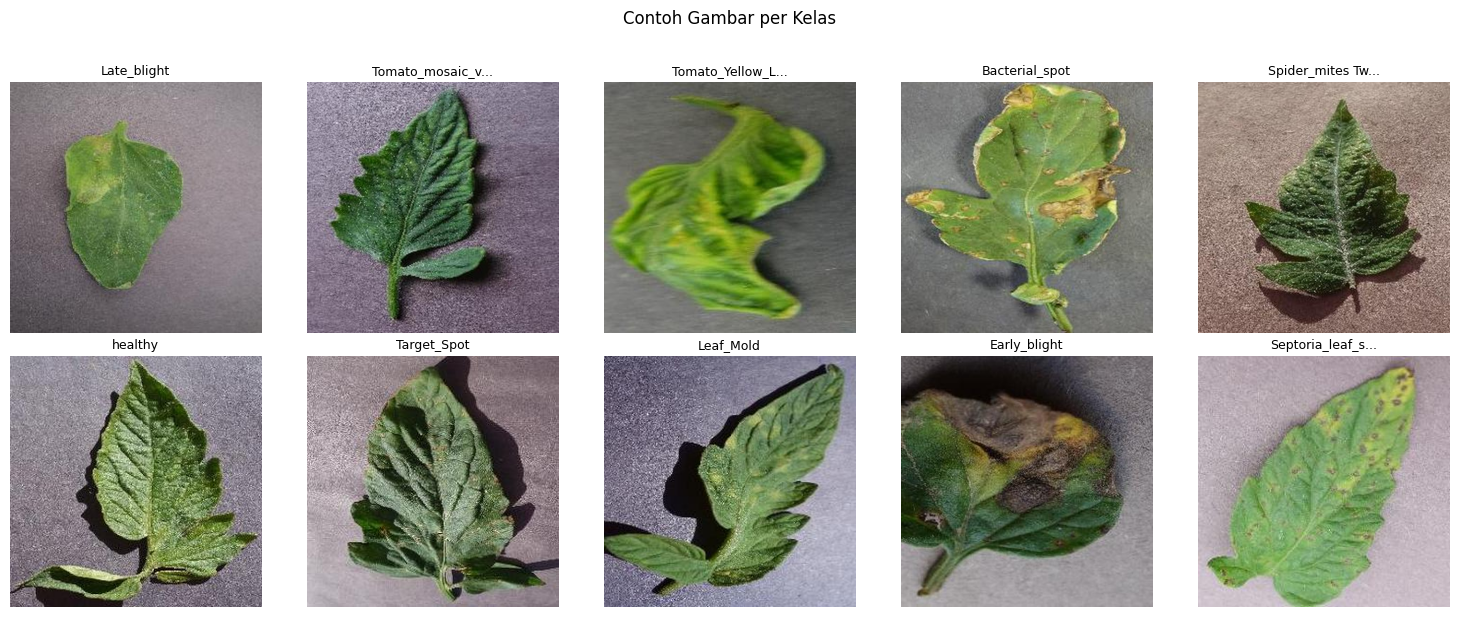 Contoh Gambar per Kelas
Late_blight
Tomato_mosaic_v...
Tomato_Yellow_L...
Bacterial_spot
Spider_mites Tw...
healthy
Target_Spot
Leaf_Mold
Early_blight
Septoria_leaf_s...